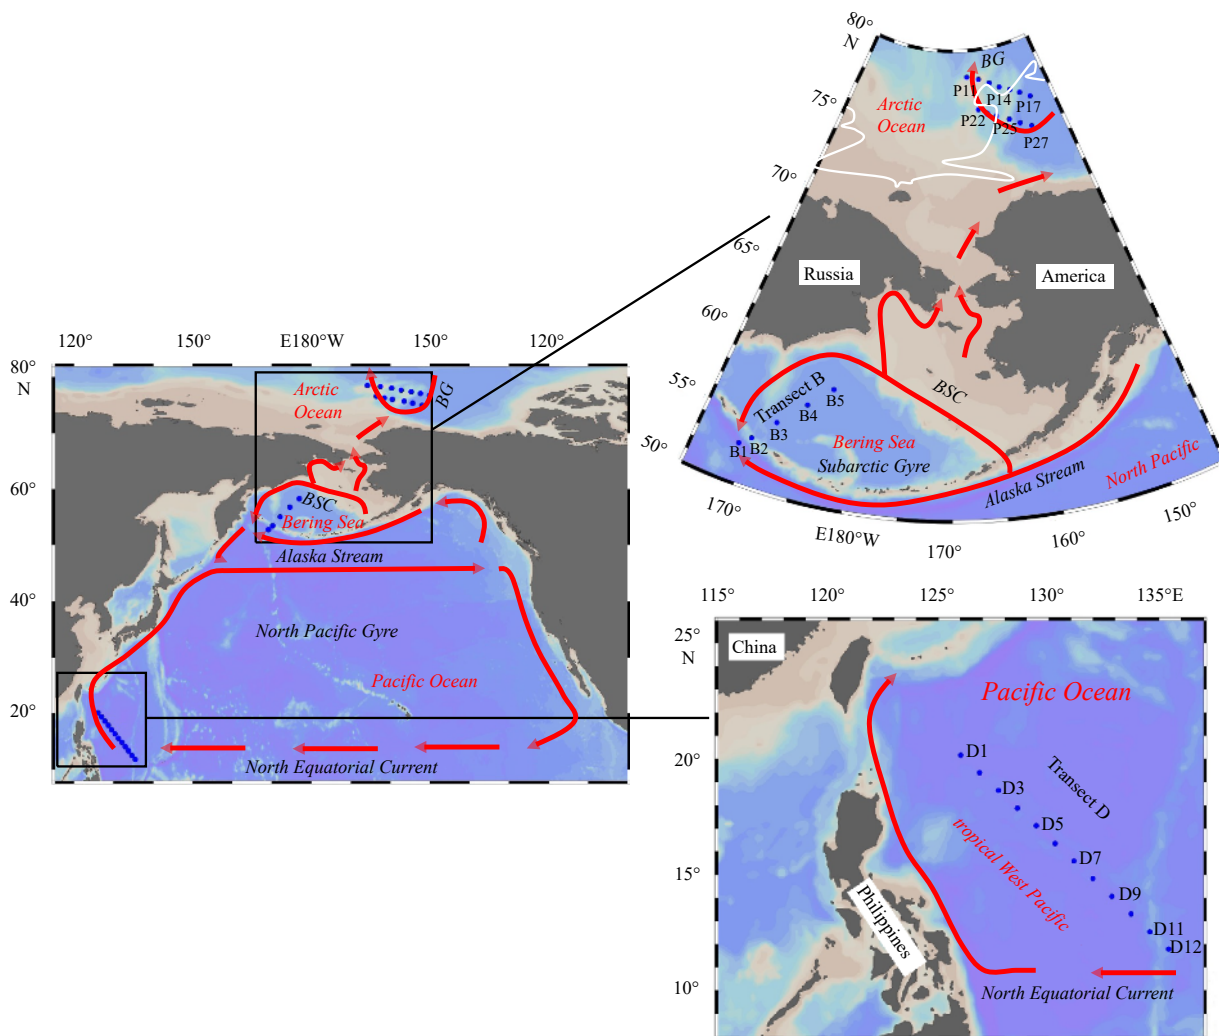 120°
150°
E180°W
150°
120°
80°
N
60°
40°
20°
Arctic
Ocean
BG
BSC
Bering Sea
Alaska Stream
North Pacific Gyre
Pacific Ocean
North Equatorial Current
80°
N
75°
70°
65°
60°
55°
50°
170°
E180°W
170°
160°
150°
BG
P11
P14
P17
P22
P25
P27
Arctic
Ocean
Russia
America
BSC
Transect B
B5
B4
B3
B2
B1
Bering Sea
Subarctic Gyre
Alaska Stream
North Pacific
115°
120°
125°
130°
135°E
25°
N
20°
15°
10°
China
Pacific Ocean
D1
D3
D5
D7
D9
D11
D12
Transect D
tropical West Pacific
Philippines
North Equatorial Current